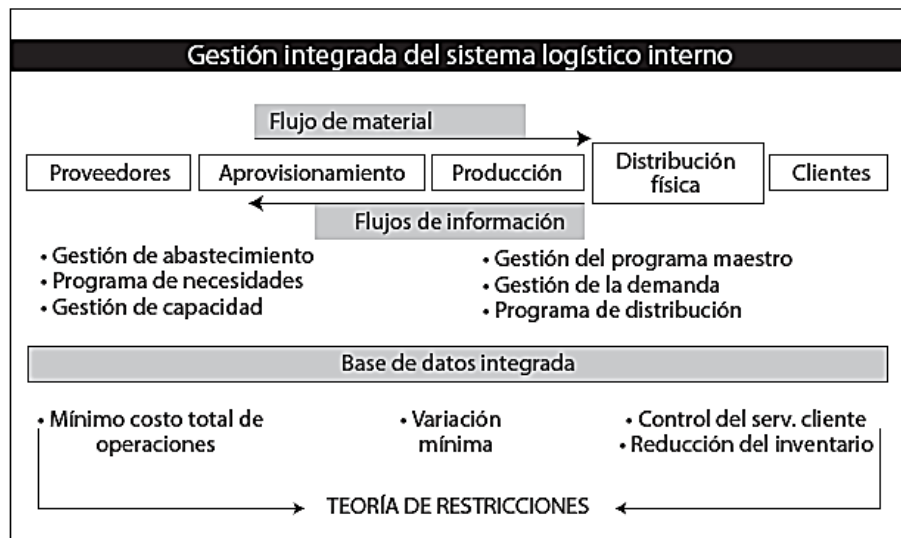 Gestión integrada del sistema logístico interno
Flujo de material
Proveedores
Aprovisionamiento
Producción
Distribución
física
Clientes
Flujos de información
• Gestión de abastecimiento
• Programa de necesidades
• Gestión de capacidad
• Gestión del programa maestro
• Gestión de la demanda
• Programa de distribución
Base de datos integrada
• Mínimo costo total de
operaciones
• Variación
mínima
• Control del serv. cliente
• Reducción del inventario
TEORÍA DE RESTRICCIONES